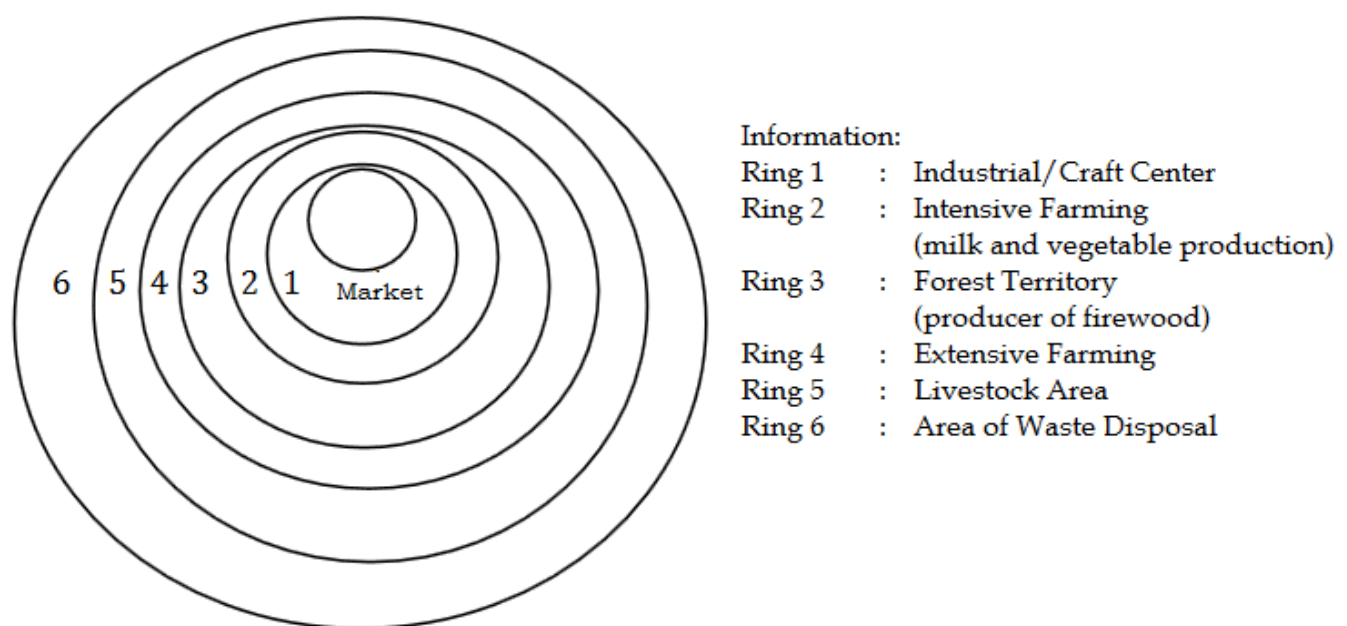 6 5 4 3 2 1 Market
Information:
Ring 1 : Industrial/Craft Center
Ring 2 : Intensive Farming
(milk and vegetable production)
Ring 3 : Forest Territory
(producer of firewood)
Ring 4 : Extensive Farming
Ring 5 : Livestock Area
Ring 6 : Area of Waste Disposal